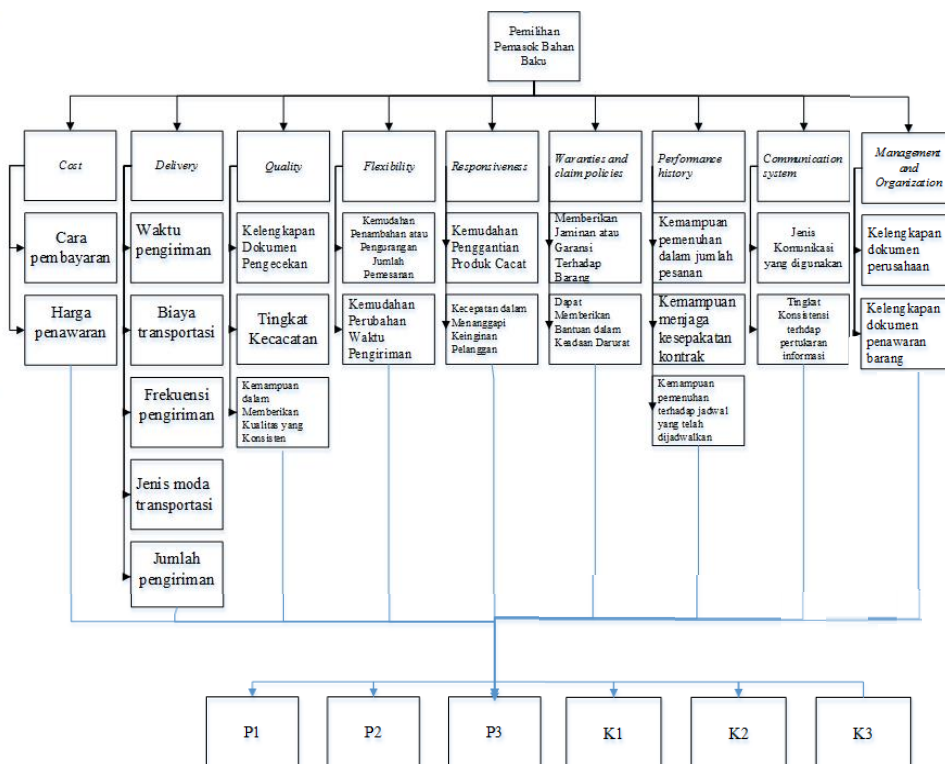 Pemilihan
Pemasok Bahan
Baku
Cost
Delivery
Quality
Flexibility
Responsiveness
Waranties and
claim policies
Performance
history
Communication
system
Management
and
Organization
Cara
pembayaran
Harga
penawaran
Waktu
pengiriman
Biaya
transportasi
Frekuensi
pengiriman
Jenis moda
transportasi
Jumlah
pengiriman
Kelengkapan
Dokumen
Pengecekan
Tingkat
Kecacatan
Kemampuan
dalam
Memberikan
Kualitas yang
Konsisten
Kemudahan
Penambahan atau
Pengurangan
Jumlah
Pemesanan
Kemudahan
Perubahan
Waktu
Pengiriman
Kemudahan
Penggantian
Produk Cacat
Kecepatan dalam
Menanggapi
Keinginan
Pelanggan
Memberikan
Jaminan atau
Garansi
Terhadap
Barang
Dapat
Memberikan
Bantuan dalam
Keadaan Darurat
Kemampuan
pemenuhan
dalam jumlah
pesanan
Kemampuan
menjaga
kesepakatan
kontrak
Kemampuan
pemenuhan
terhadap jadwal
yang telah
dijadwalkan
Jenis
Komunikasi
yang digunakan
Tingkat
Konsistensi
terhdap
pertukaran
informasi
Kelengkapan
dokumen
perusahaan
Kelengkapan
dokumen
penawaran
barang
P1
P2
P3
K1
K2
K3